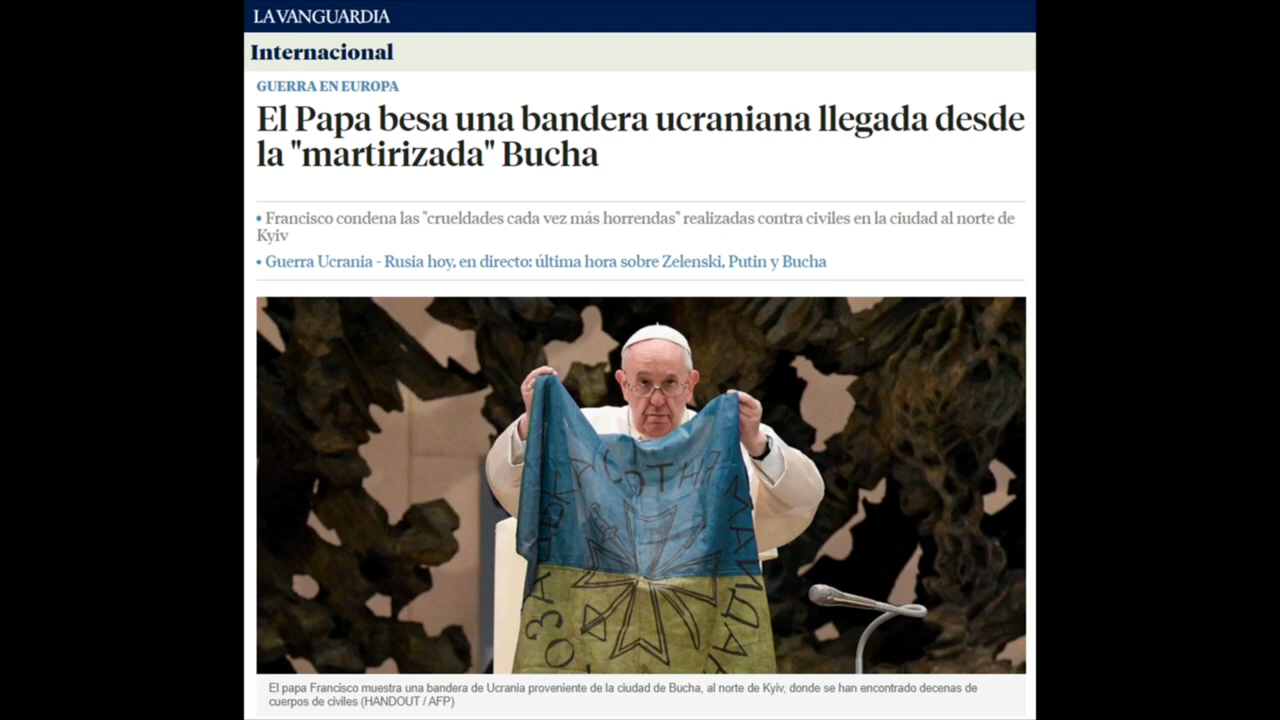 LA VANGUARDIA
Internacional
GUERRA EN EUROPA
El Papa besa una bandera ucraniana llegada desde
la "martirizada" Bucha
• Francisco condena las "crueldades cada vez más horrendas" realizadas contra civiles en la ciudad al norte de
Kyiv
• Guerra Ucrania - Rusia hoy, en directo: última hora sobre Zelenski, Putin y Bucha
СОТНЯ
МАЙДАН
El papa Francisco muestra una bandera de Ucrania proveniente de la ciudad de Bucha, al norte de Kyiv, donde se han encontrado decenas de
cuerpos de civiles (HANDOUT / AFP)